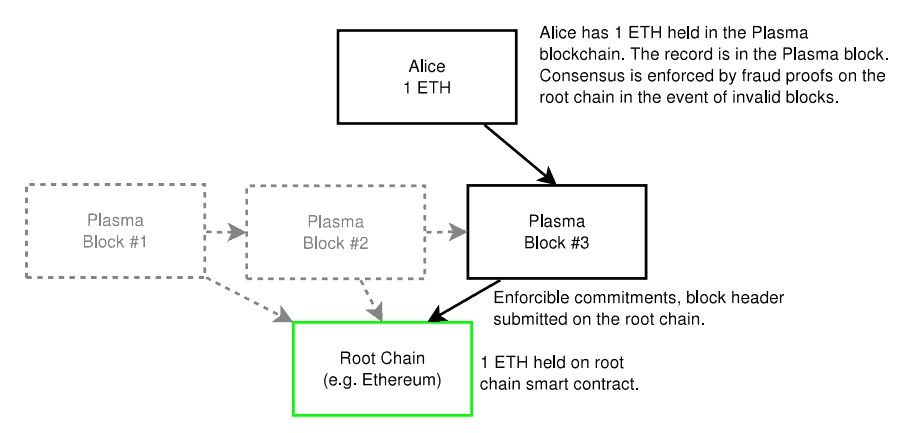 Alice has 1 ETH held in the Plasma
blockchain. The record is in the Plasma block.
Consensus is enforced by fraud proofs on the
root chain in the event of invalid blocks.
Alice
1 ETH
Plasma
Block #1
Plasma
Block #2
Plasma
Block #3
Enforcible commitments, block header
submitted on the root chain.
Root Chain
(e.g. Ethereum)
1 ETH held on root
chain smart contract.